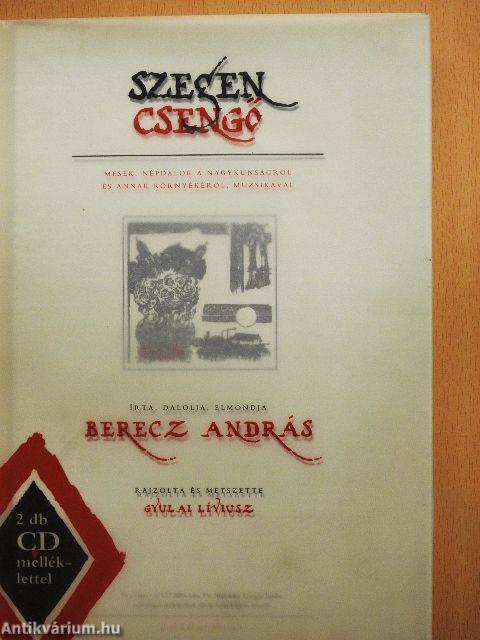 SZEGEN
CSENGŐ
MESÉK, NÉPDALOK A NAGYKUNSÁGRÓL
ÉS ANNAK KÖRNYÉKÉRŐL, MUZSIKÁVAL
ÍRTA, DALOLJA, ELMONDJA
BERECZ ANDRÁS
RAJZOLTA ÉS METSZETTE
GYULAI LÍVIUSZ
2 db
CD
mellék-
lettel
Antikvárium.hu